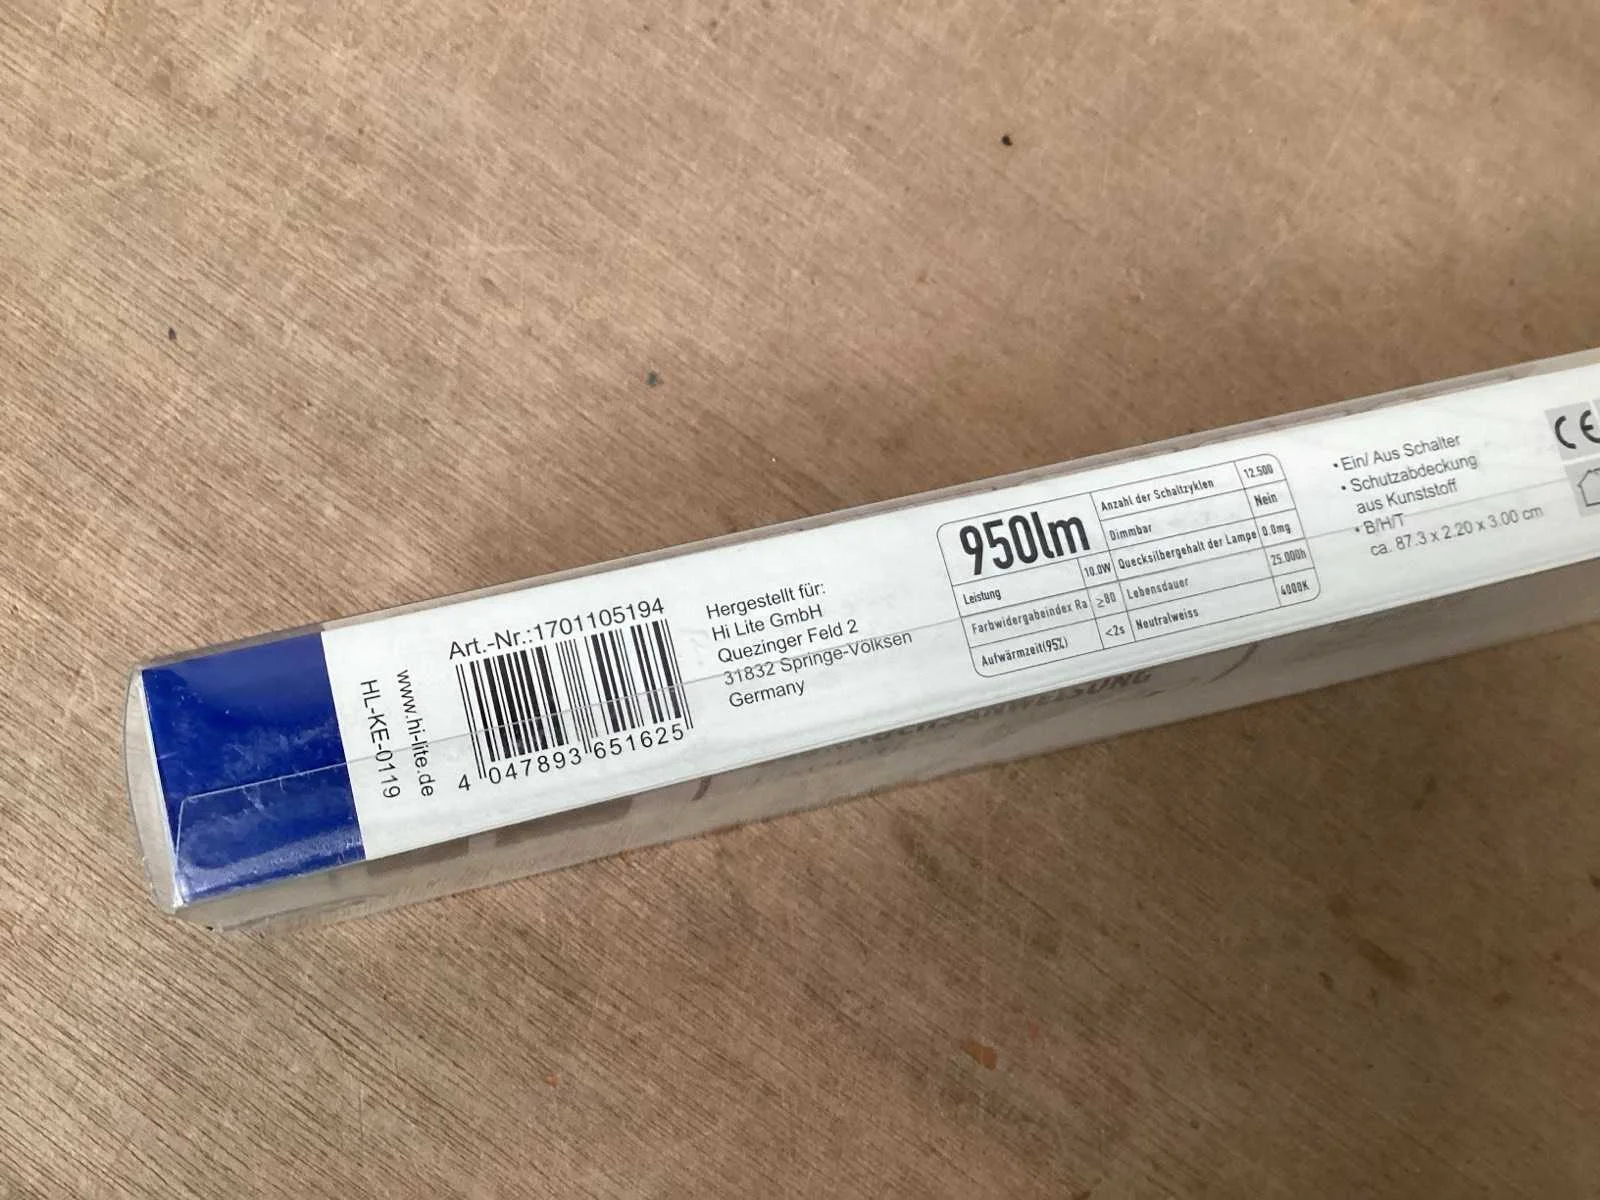 www.hi-lite.de
HL-KE-0119
Art.-Nr.:1701105194
4 047893 651625
Hergestellt für:
Hi Lite GmbH
Quezinger Feld 2
31832 Springe-Völksen
Germany
950lm
Leistung 10.0W
Farbwidergabeindex Ra ≥80
Aufwärmzeit(95%) <2s
Anzahl der Schaltzyklen 12.500
Dimmbar Nein
Quecksilbergehalt der Lampe 0.0mg
Lebensdauer 25.000h
Neutralweiss 4000K
• Ein/ Aus Schalter
• Schutzabdeckung
aus Kunststoff
• B/H/T
ca. 87.3 x 2.20 x 3.00 cm
CE